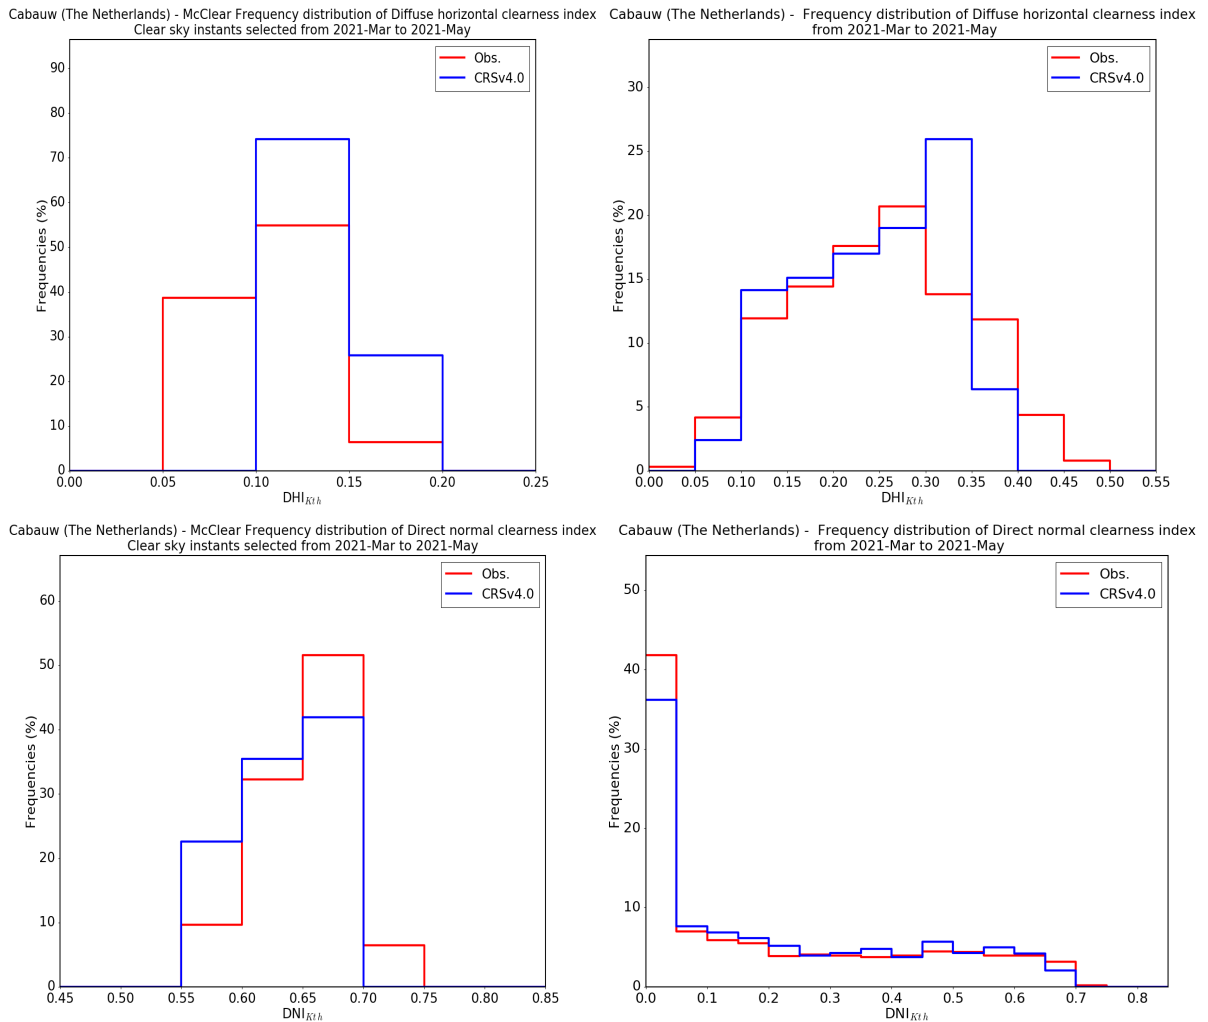 Cabauw (The Netherlands) - McClear Frequency distribution of Diffuse horizontal clearness index
Clear sky instants selected from 2021-Mar to 2021-May
Obs.
CRSv4.0
Frequencies (%)
90
80
70
60
50
40
30
20
10
0
0.00 0.05 0.10 0.15 0.20 0.25
DHI_Kth
Cabauw (The Netherlands) -  Frequency distribution of Diffuse horizontal clearness index
from 2021-Mar to 2021-May
Obs.
CRSv4.0
Frequencies (%)
30
25
20
15
10
5
0
0.00 0.05 0.10 0.15 0.20 0.25 0.30 0.35 0.40 0.45 0.50 0.55
DHI_Kth
Cabauw (The Netherlands) - McClear Frequency distribution of Direct normal clearness index
Clear sky instants selected from 2021-Mar to 2021-May
Obs.
CRSv4.0
Frequencies (%)
60
50
40
30
20
10
0
0.45 0.50 0.55 0.60 0.65 0.70 0.75 0.80 0.85
DNI_Kth
Cabauw (The Netherlands) -  Frequency distribution of Direct normal clearness index
from 2021-Mar to 2021-May
Obs.
CRSv4.0
Frequencies (%)
50
40
30
20
10
0
0.0 0.1 0.2 0.3 0.4 0.5 0.6 0.7 0.8
DNI_Kth